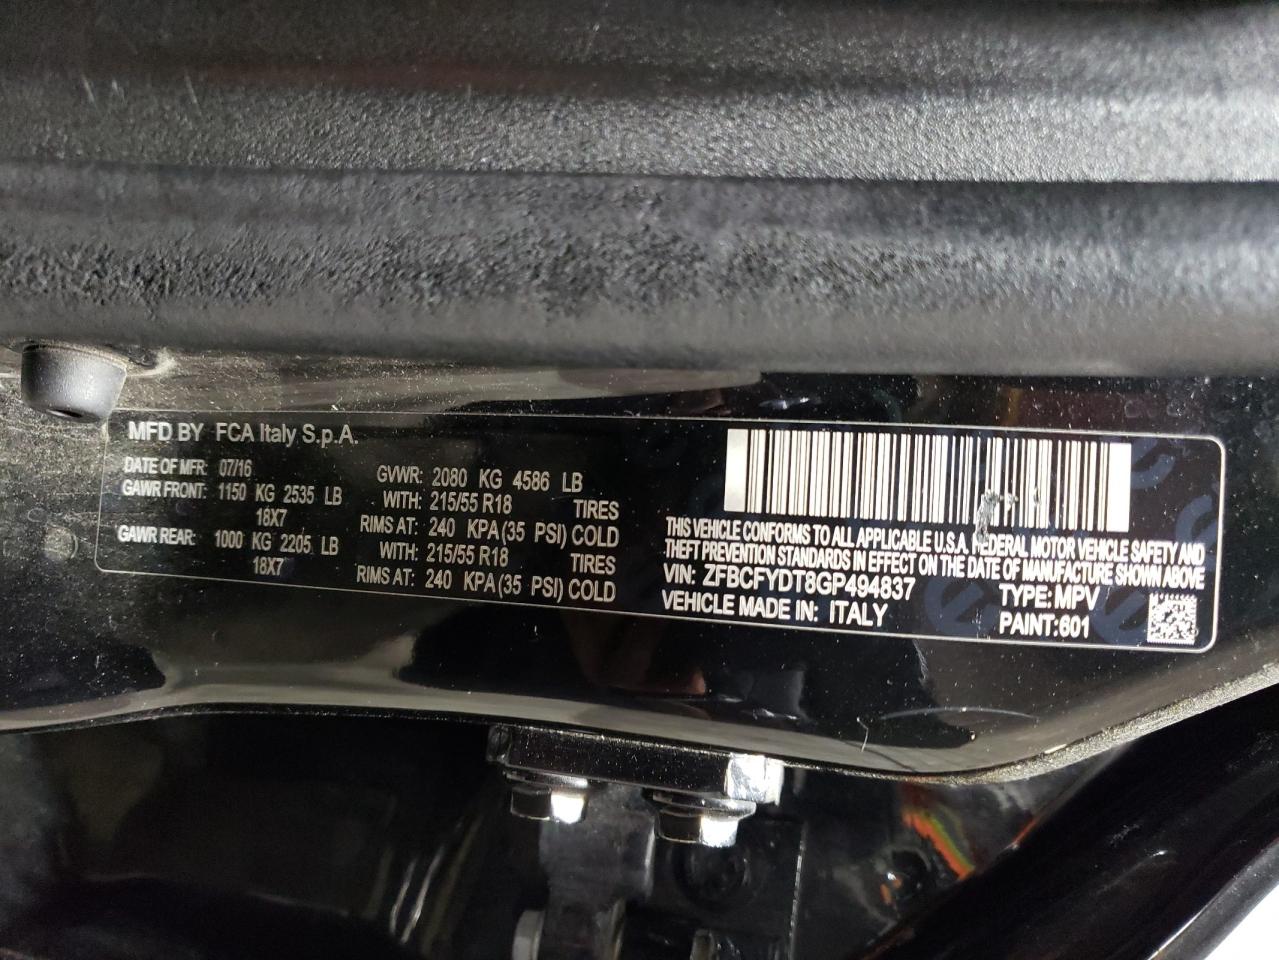 MFD BY FCA Italy S.p.A.
DATE OF MFR: 07/16
GAWR FRONT: 1150 KG 2535 LB
18X7
GAWR REAR: 1000 KG 2205 LB
18X7
GVWR: 2080 KG 4586 LB
WITH: 215/55 R18 TIRES
RIMS AT: 240 KPA(35 PSI) COLD
WITH: 215/55 R18 TIRES
RIMS AT: 240 KPA(35 PSI) COLD
THIS VEHICLE CONFORMS TO ALL APPLICABLE U.S.A. FEDERAL MOTOR VEHICLE SAFETY AND
THEFT PREVENTION STANDARDS IN EFFECT ON THE DATE OF MANUFACTURE SHOWN ABOVE
VIN: ZFBCFYDT8GP494837 TYPE: MPV
VEHICLE MADE IN: ITALY PAINT:601